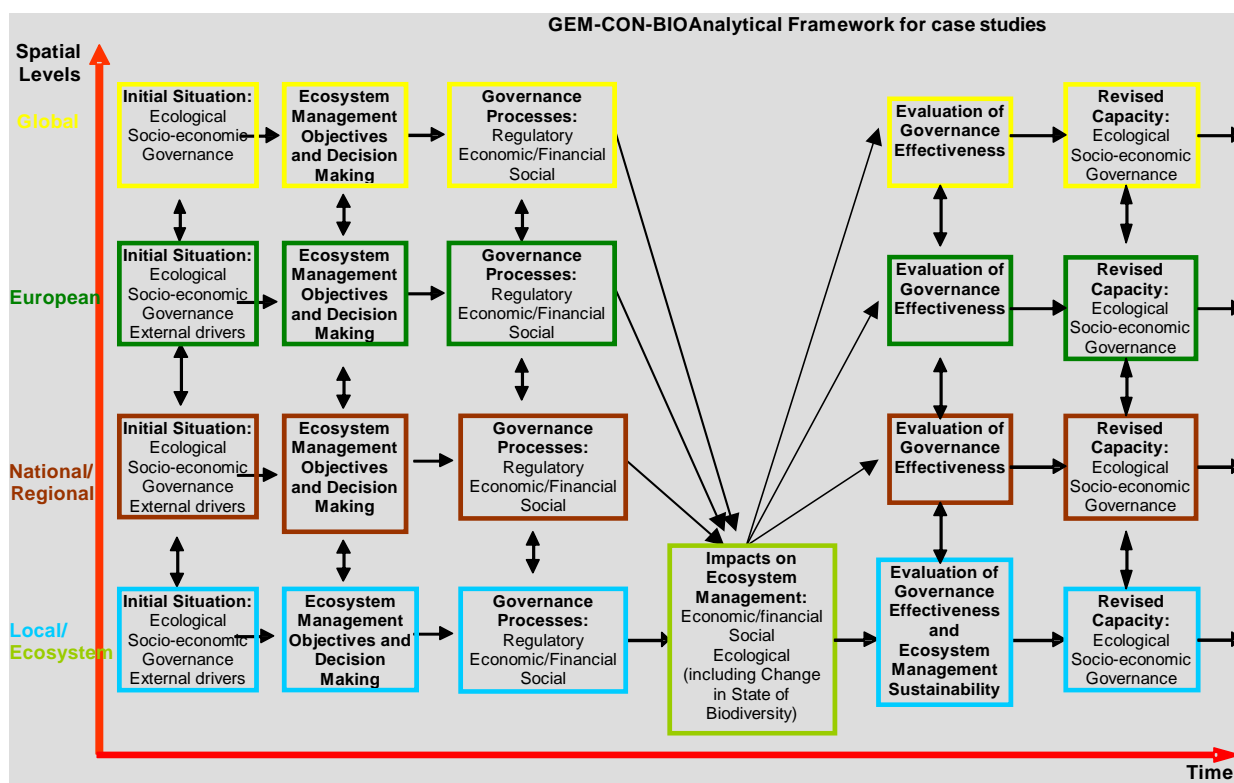 GEM-CON-BIOAnalytical Framework for case studies
Spatial
Levels
Global
Initial Situation:
Ecological
Socio-economic
Governance
Ecosystem
Management
Objectives
and Decision
Making
Governance
Processes:
Regulatory
Economic/Financial
Social
Evaluation of
Governance
Effectiveness
Revised
Capacity:
Ecological
Socio-economic
Governance
European
Initial Situation:
Ecological
Socio-economic
Governance
External drivers
Ecosystem
Management
Objectives
and Decision
Making
Governance
Processes:
Regulatory
Economic/Financial
Social
Evaluation of
Governance
Effectiveness
Revised
Capacity:
Ecological
Socio-economic
Governance
National/
Regional
Initial Situation:
Ecological
Socio-economic
Governance
External drivers
Ecosystem
Management
Objectives
and Decision
Making
Governance
Processes:
Regulatory
Economic/Financial
Social
Evaluation of
Governance
Effectiveness
Revised
Capacity:
Ecological
Socio-economic
Governance
Local/
Ecosystem
Initial Situation:
Ecological
Socio-economic
Governance
External drivers
Ecosystem
Management
Objectives and
Decision
Making
Governance
Processes:
Regulatory
Economic/Financial
Social
Impacts on
Ecosystem
Management:
Economic/financial
Social
Ecological
(including Change
in State of
Biodiversity)
Evaluation of
Governance
Effectiveness
and
Ecosystem
Management
Sustainability
Revised
Capacity:
Ecological
Socio-economic
Governance
Time